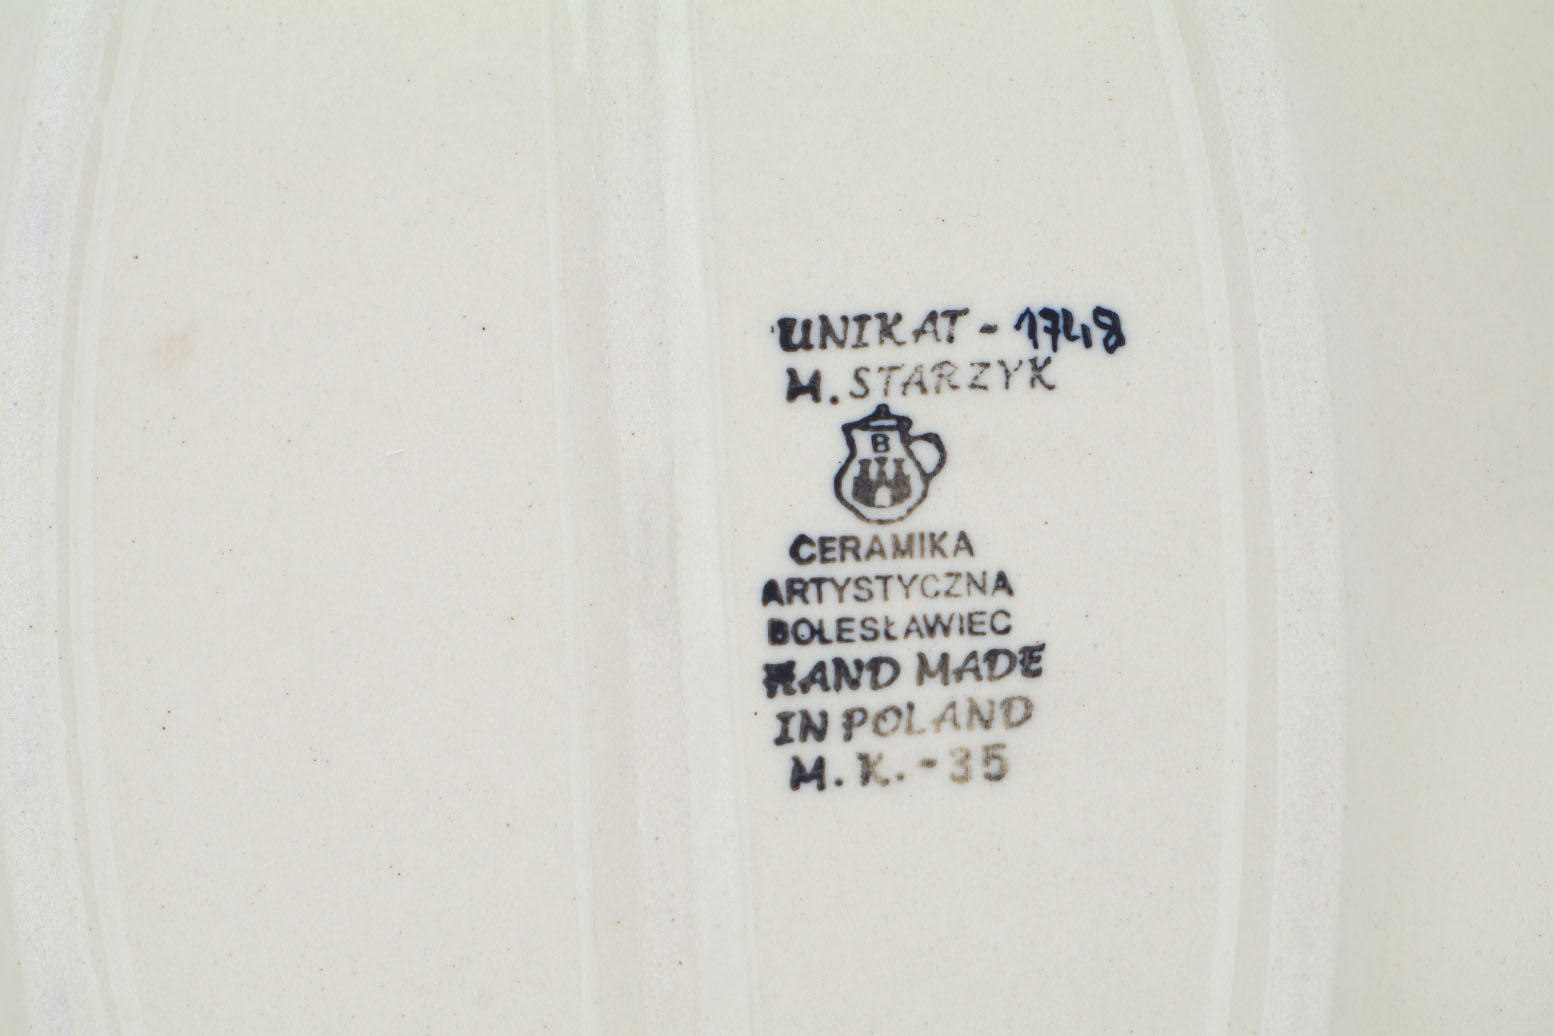 UNIKAT - 1748
M. STARZYK
B
CERAMIKA
ARTYSTYCZNA
BOLESŁAWIEC
HAND MADE
IN POLAND
M. K. - 35